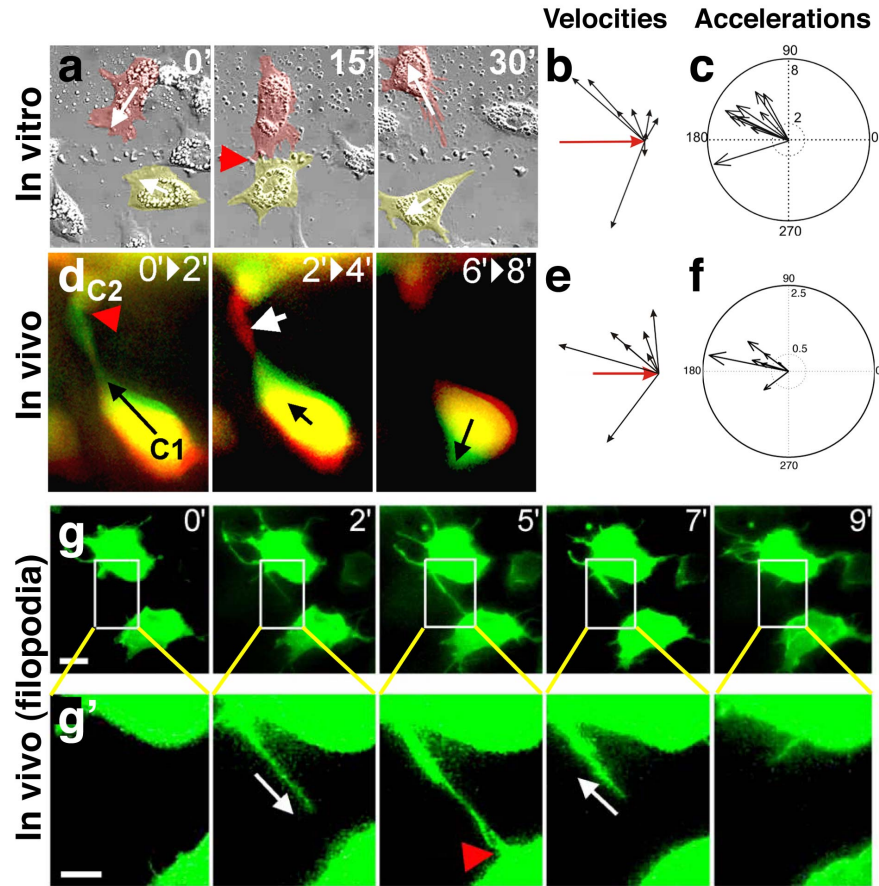 Velocities Accelerations
In vitro
a 0' 15' 30' b c
90
8
2
180 0
270
In vivo
d 0'▶2' 2'▶4' 6'▶8' e f
C2
C1
90
2.5
0.5
180 0
270
In vivo (filopodia)
g 0' 2' 5' 7' 9'
g'